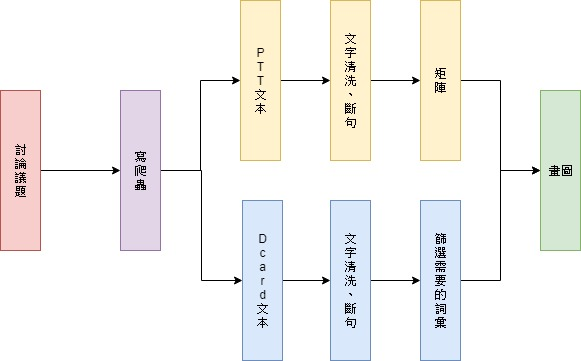 討論議題
寫爬蟲
PTT文本
文字清洗、斷句
矩陣
Dcard文本
文字清洗、斷句
篩選需要的詞彙
畫圖